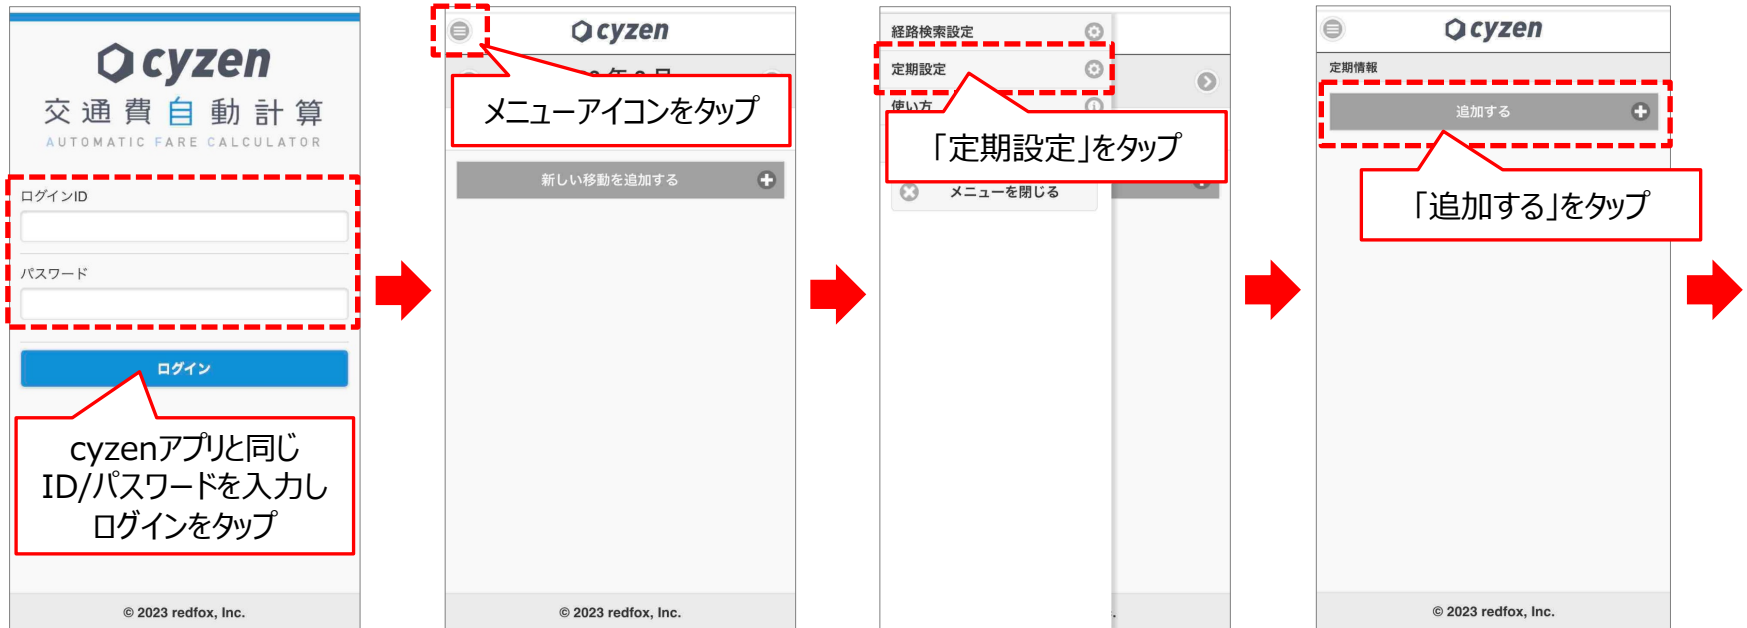 cyzen
交通費自動計算
AUTOMATIC FARE CALCULATOR
ログインID
パスワード
ログイン
cyzenアプリと同じ
ID/パスワードを入力し
ログインをタップ
© 2023 redfox, Inc.
cyzen
メニューアイコンをタップ
新しい移動を追加する
© 2023 redfox, Inc.
経路検索設定
定期設定
使い方
「定期設定」をタップ
メニューを閉じる
cyzen
定期情報
追加する
「追加する」をタップ
© 2023 redfox, Inc.